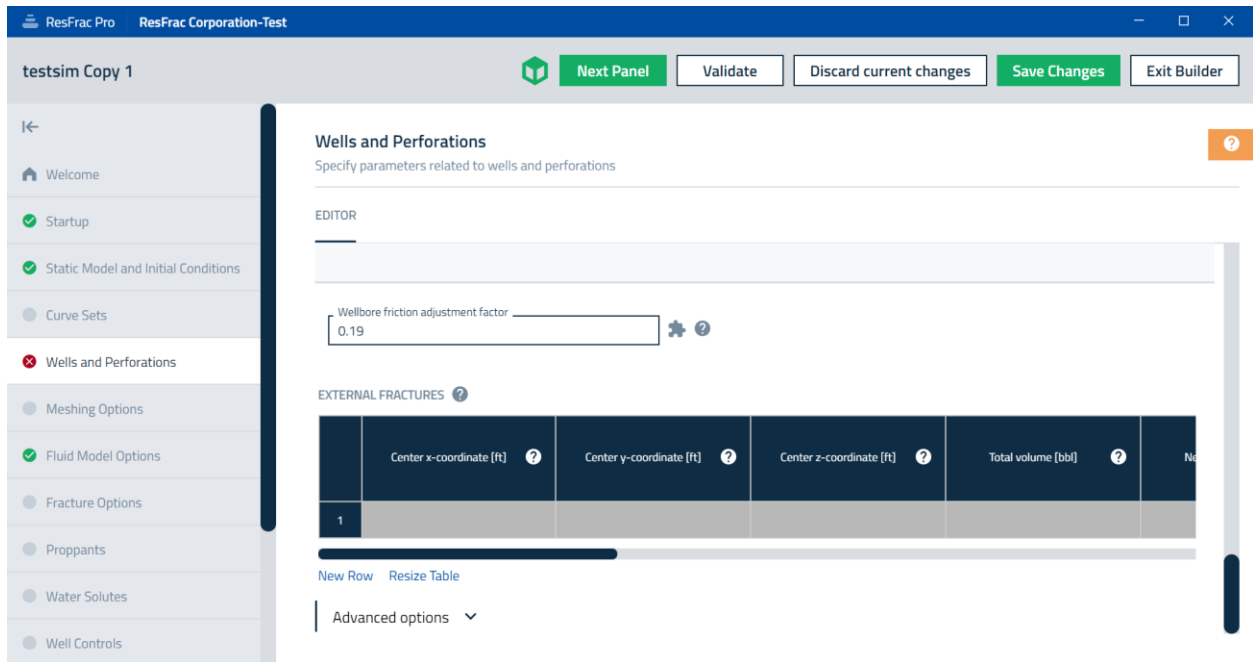 ResFrac Pro ResFrac Corporation-Test
testsim Copy 1
Next Panel
Validate
Discard current changes
Save Changes
Exit Builder
Welcome
Startup
Static Model and Initial Conditions
Curve Sets
Wells and Perforations
Meshing Options
Fluid Model Options
Fracture Options
Proppants
Water Solutes
Well Controls
Wells and Perforations
Specify parameters related to wells and perforations
EDITOR
Wellbore friction adjustment factor
0.19
EXTERNAL FRACTURES
Center x-coordinate [ft]
Center y-coordinate [ft]
Center z-coordinate [ft]
Total volume [bbl]
Ne
1
New Row Resize Table
Advanced options